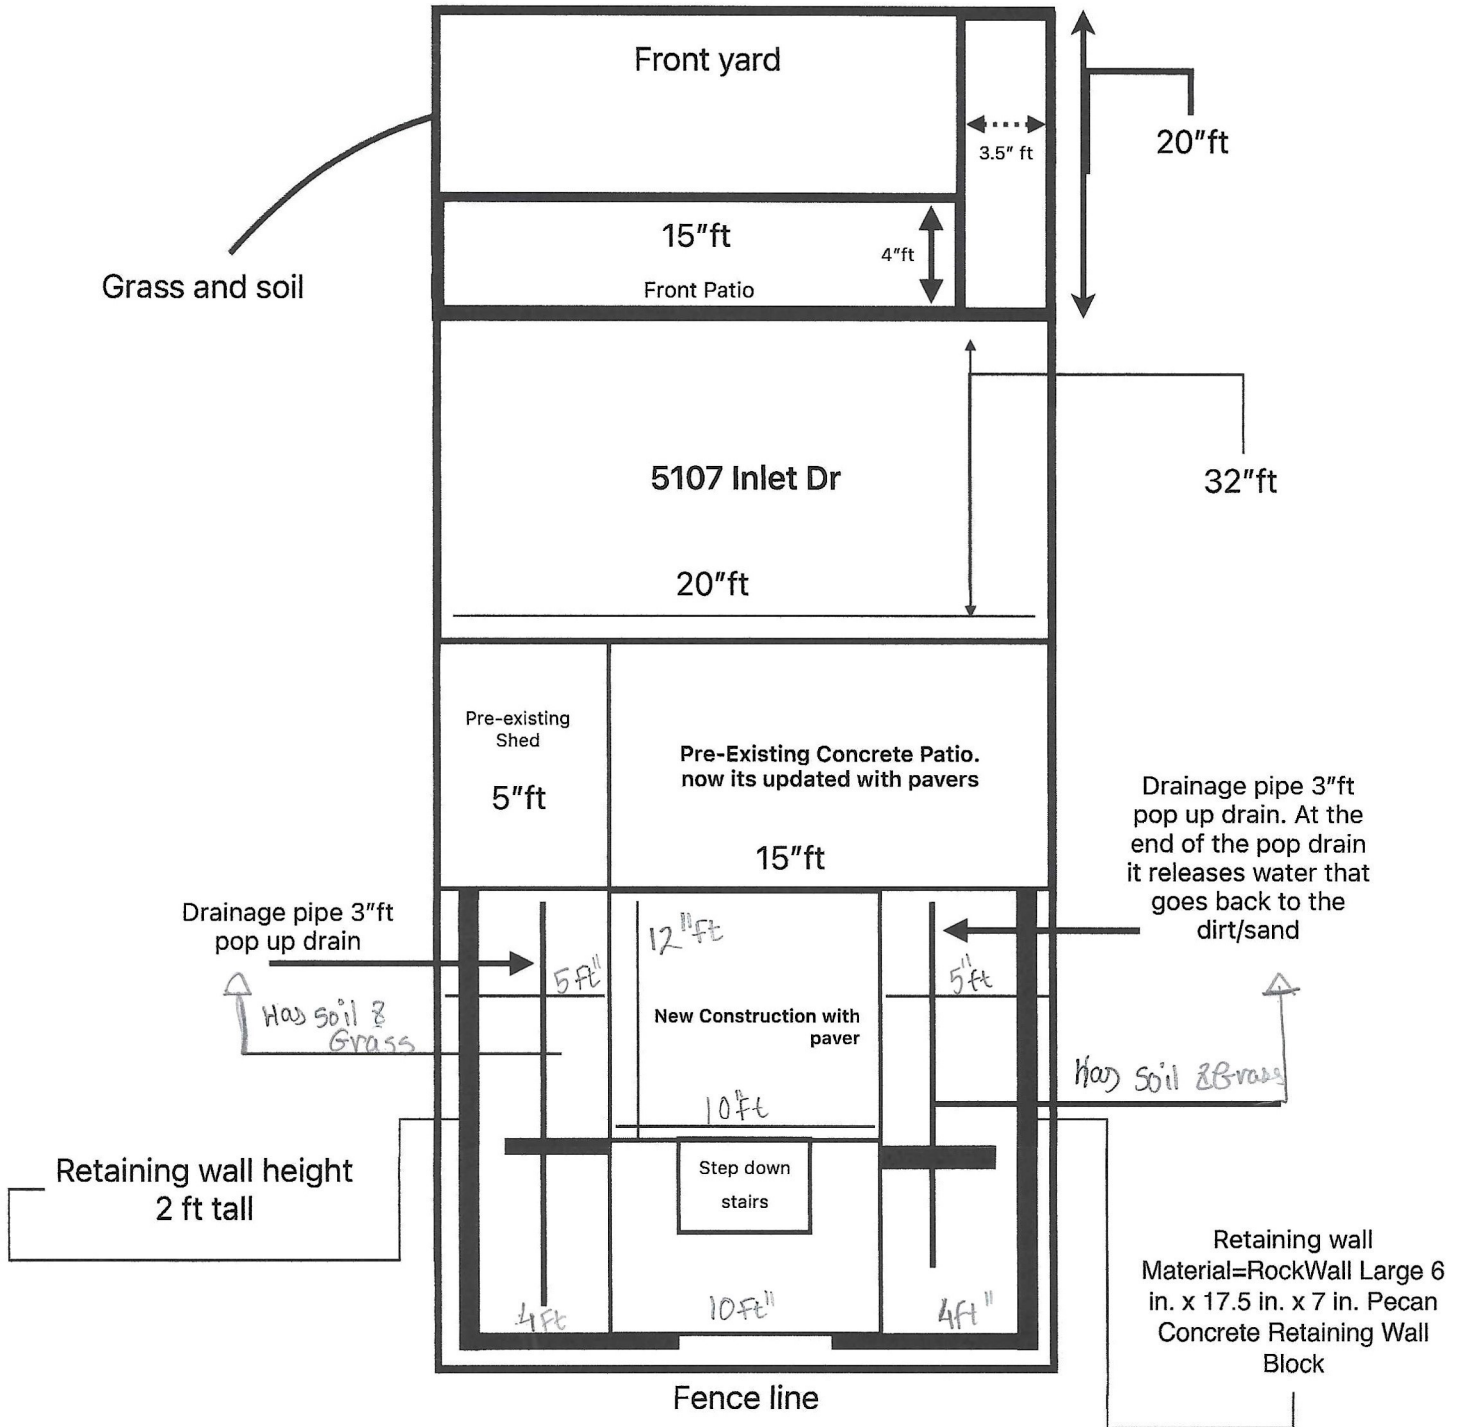 Front yard
20"ft
3.5" ft
15"ft
4"ft
Front Patio
Grass and soil
5107 Inlet Dr
32"ft
20"ft
Pre-existing
Shed
5"ft
Pre-Existing Concrete Patio.
now its updated with pavers
15"ft
Drainage pipe 3"ft
pop up drain. At the
end of the pop drain
it releases water that
goes back to the
dirt/sand
Drainage pipe 3"ft
pop up drain
12"ft
5ft"
5"ft
Has soil &
Grass
New Construction with
paver
Has soil & Grass
10"ft
Retaining wall height
2 ft tall
Step down
stairs
Retaining wall
Material=RockWall Large 6
in. x 17.5 in. x 7 in. Pecan
Concrete Retaining Wall
Block
4ft
10ft"
4ft"
Fence line